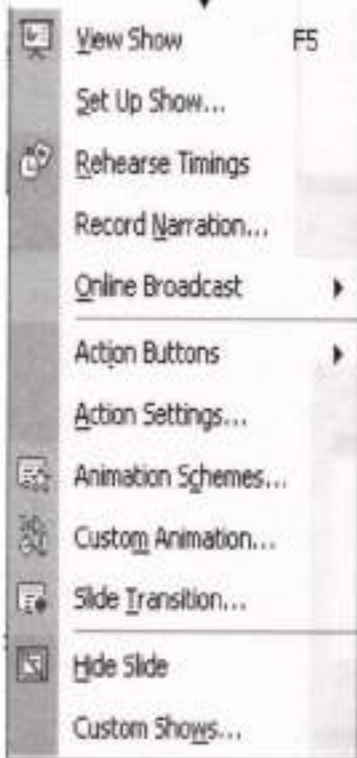 View Show F5
Set Up Show...
Rehearse Timings
Record Narration...
Online Broadcast
Action Buttons
Action Settings...
Animation Schemes...
Custom Animation...
Slide Transition...
Hide Slide
Custom Shows...